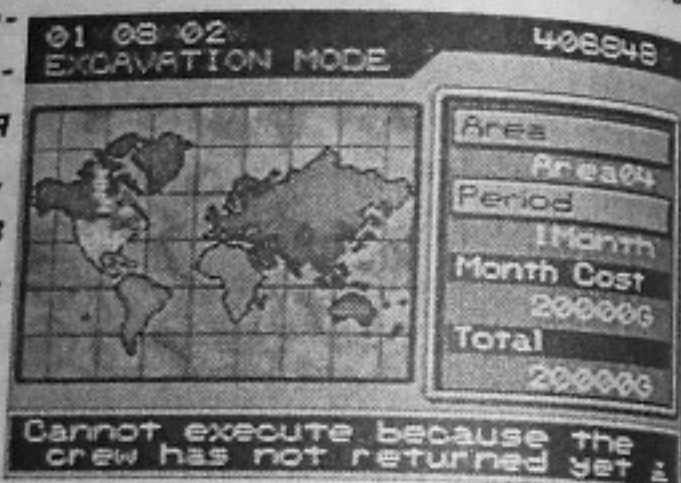 01 08 02
408848
EXCAVATION MODE
Area
Area04
Period
1Month
Month Cost
20000G
Total
20000G
Cannot execute because the
crew has not returned yet